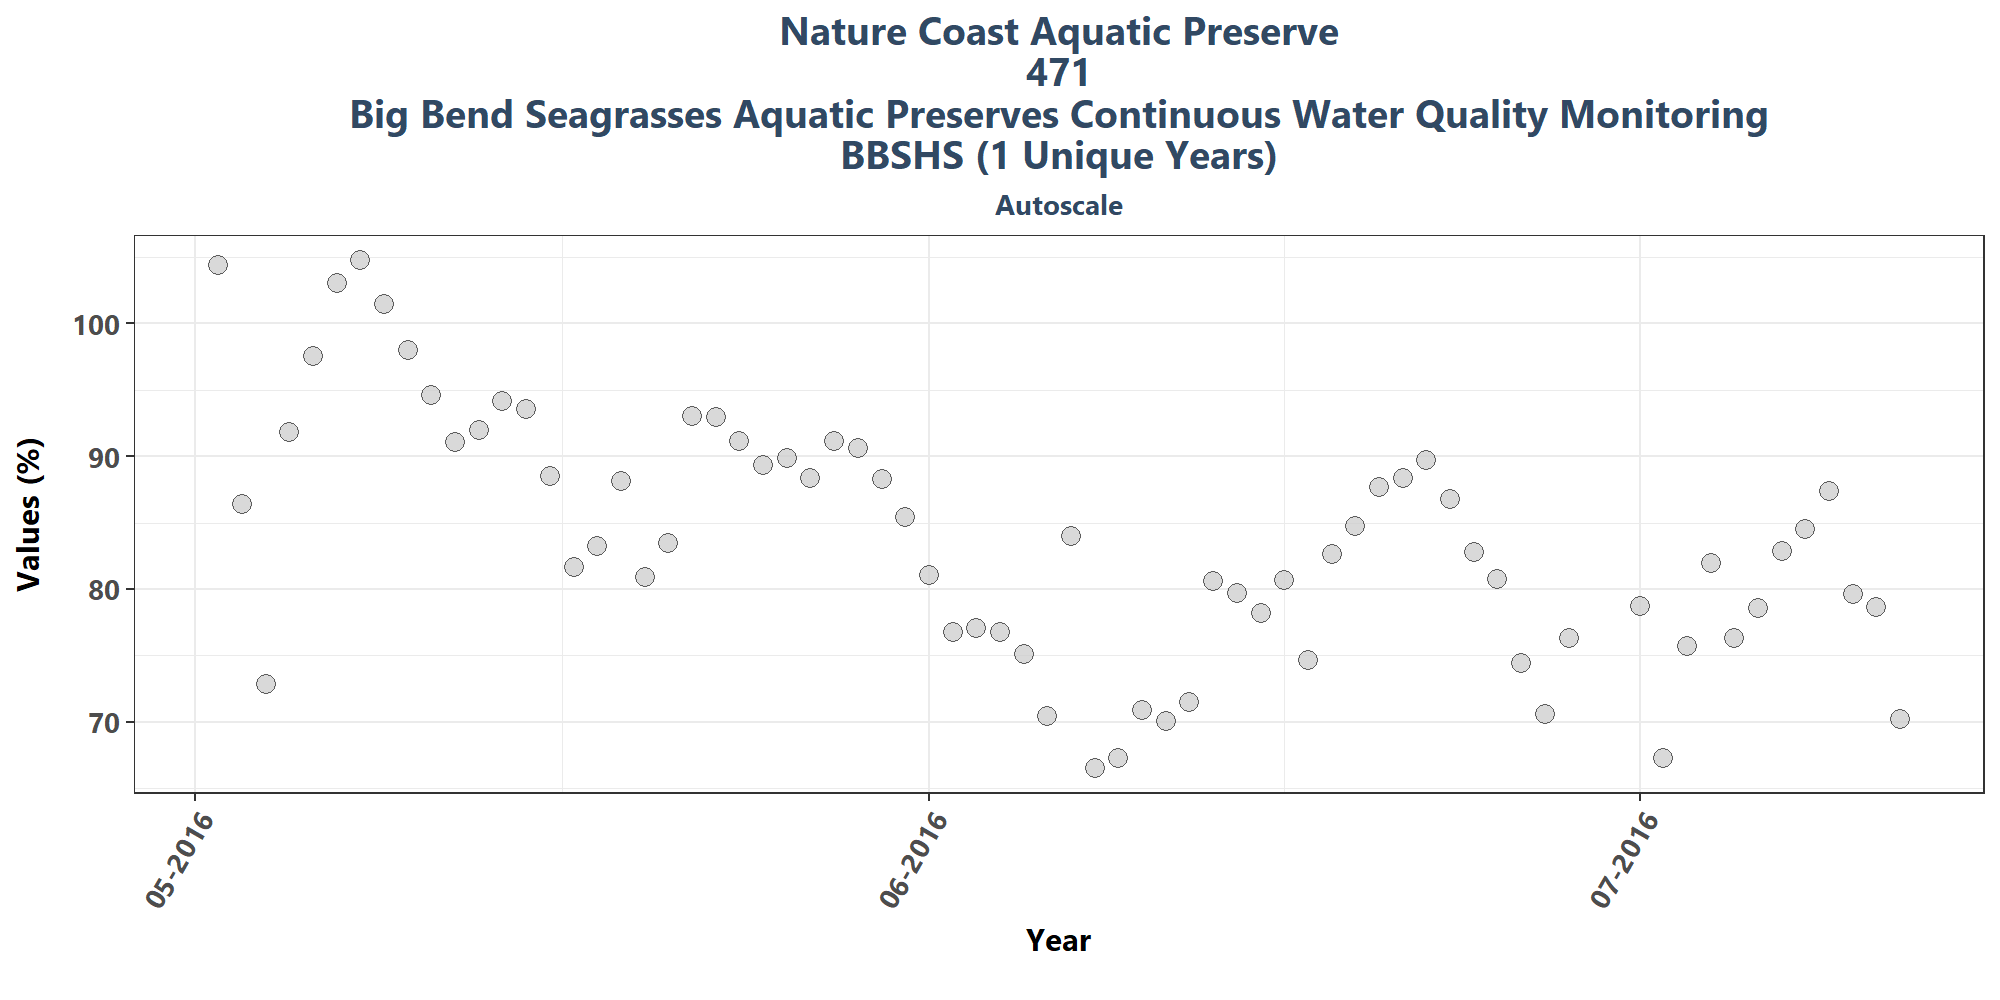 Nature Coast Aquatic Preserve
471
Big Bend Seagrasses Aquatic Preserves Continuous Water Quality Monitoring
BBSHS (1 Unique Years)
Autoscale
Values (%)
100
90
80
70
05-2016
06-2016
07-2016
Year